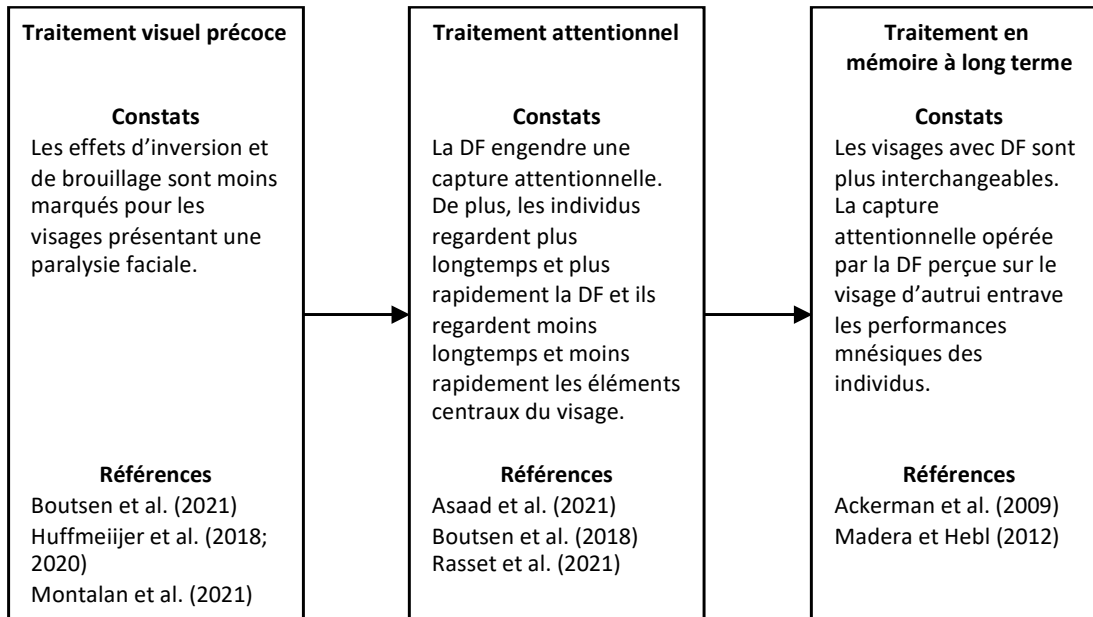 Traitement visuel précoce
Constats
Les effets d’inversion et
de brouillage sont moins
marqués pour les
visages présentant une
paralysie faciale.
Références
Boutsen et al. (2021)
Huffmeiijer et al. (2018;
2020)
Montalan et al. (2021)
Traitement attentionnel
Constats
La DF engendre une
capture attentionnelle.
De plus, les individus
regardent plus
longtemps et plus
rapidement la DF et ils
regardent moins
longtemps et moins
rapidement les éléments
centraux du visage.
Références
Asaad et al. (2021)
Boutsen et al. (2018)
Rasset et al. (2021)
Traitement en
mémoire à long terme
Constats
Les visages avec DF sont
plus interchangeables.
La capture
attentionnelle opérée
par la DF perçue sur le
visage d’autrui entrave
les performances
mnésiques des
individus.
Références
Ackerman et al. (2009)
Madera et Hebl (2012)